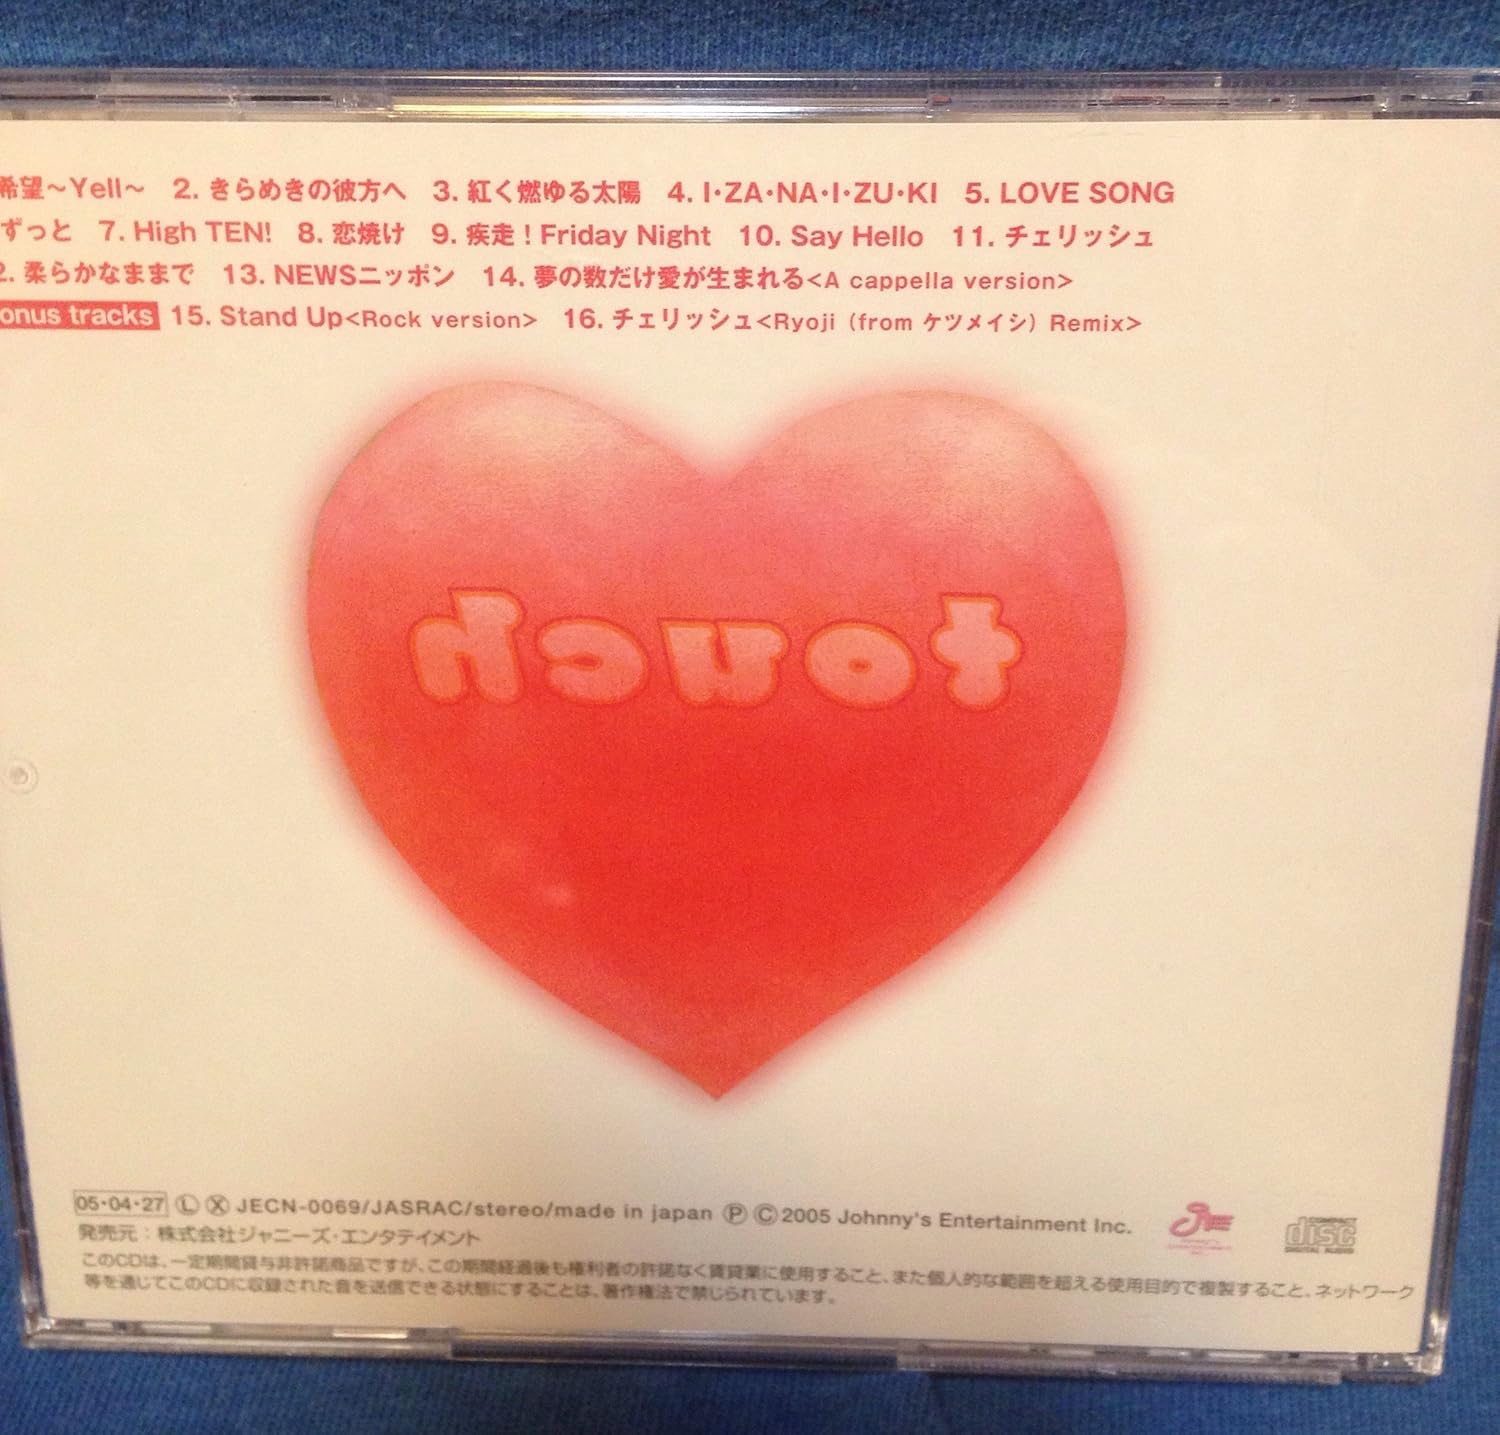 希望～Yell～ 2. きらめきの彼方へ 3. 紅く燃ゆる太陽 4. I・ZA・NA・I・ZU・KI 5. LOVE SONG
ずっと 7. High TEN! 8. 恋焼け 9. 疾走！Friday Night 10. Say Hello 11. チェリッシュ
2. 柔らかなままで 13. NEWSニッポン 14. 夢の数だけ愛が生まれる<A cappella version>
onus tracks 15. Stand Up<Rock version> 16. チェリッシュ<Ryoji (from ケツメイシ) Remix>
touch
05・04・27 Ⓛ Ⓧ JECN-0069/JASRAC/stereo/made in japan Ⓟ Ⓒ 2005 Johnny's Entertainment Inc.
発売元：株式会社ジャニーズ・エンタテイメント
このCDは、一定期間貸与非許諾商品ですが、この期間経過後も権利者の許諾なく賃貸業に使用すること、また個人的な範囲を超える使用目的で複製すること、ネットワーク
等を通じてこのCDに収録された音を送信できる状態にすることは、著作権法で禁じられています。
COMPACT
disc
DIGITAL AUDIO